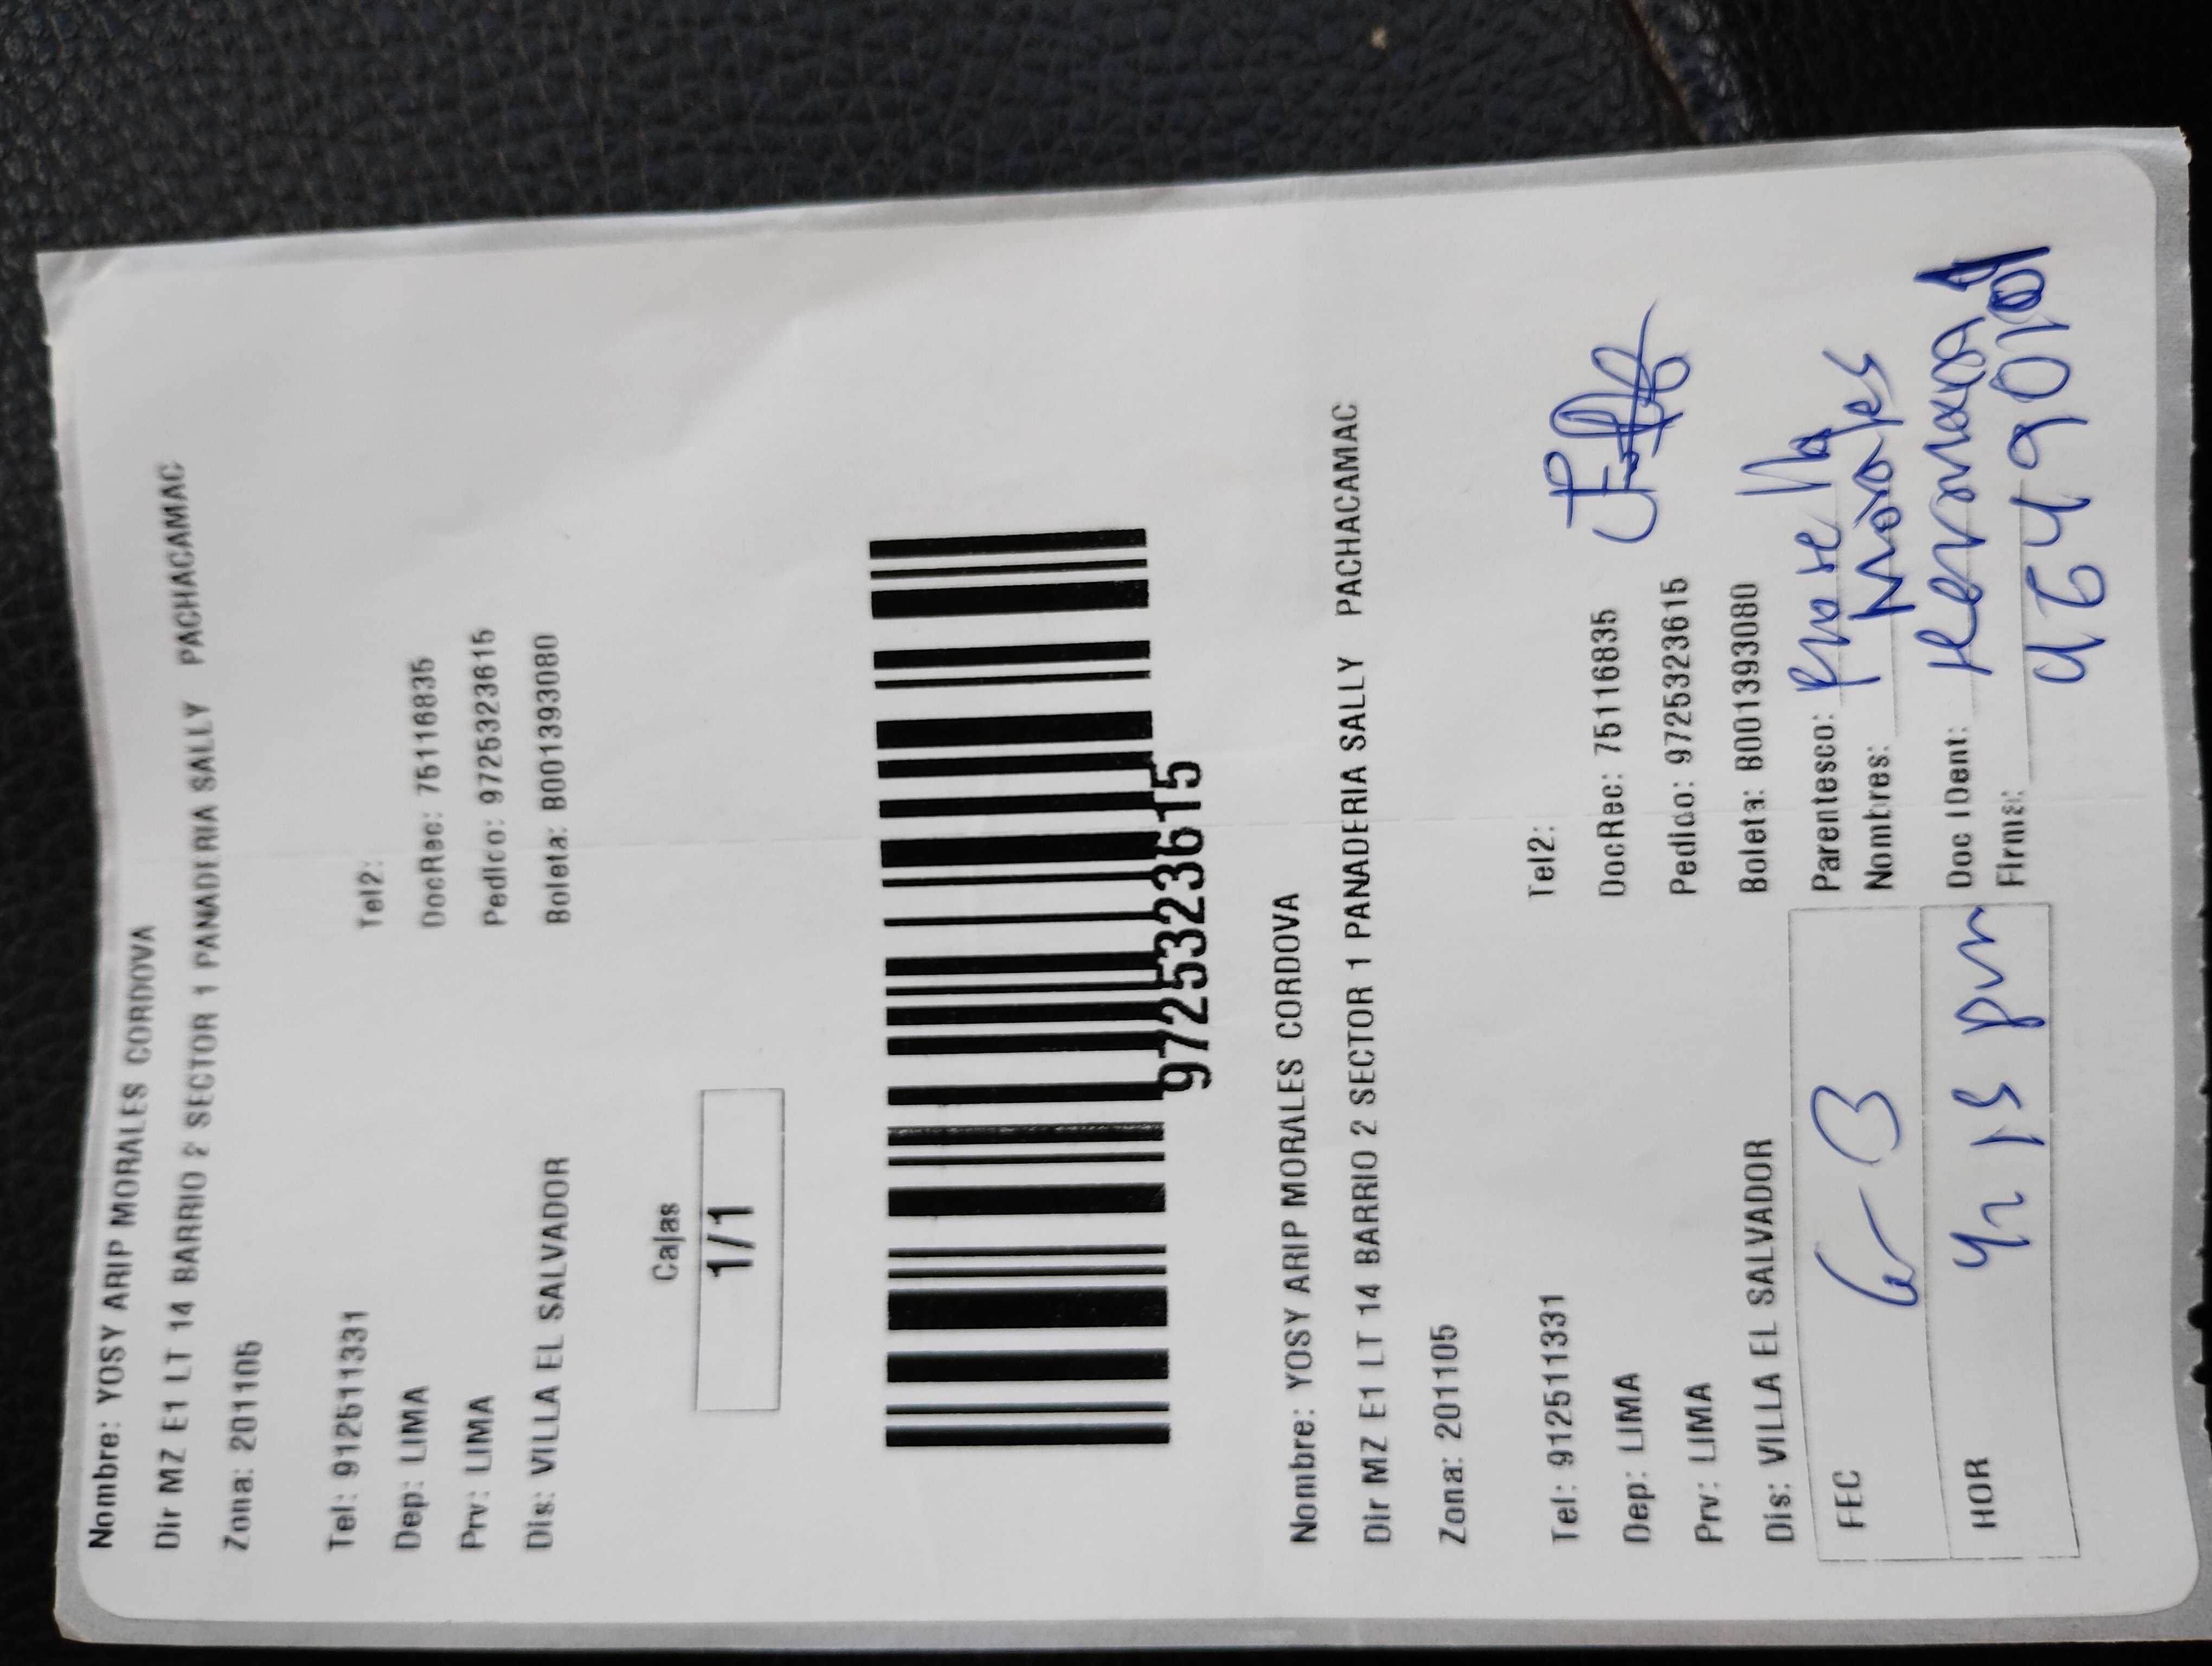 Nombre: YOSY ARIP MORALES CORDOVA
Dir MZ E1 LT 14 BARRIO 2 SECTOR 1 PANADERIA SALLY PACHACAMAC
Zona: 201105
Tel: 912511331
Tel2:
Dep: LIMA
DocRec: 75116835
Prv: LIMA
Pedido: 9725323615
Dis: VILLA EL SALVADOR
Boleta: B001393080
Cajas
1/1
9725323615
Nombre: YOSY ARIP MORALES CORDOVA
Dir MZ E1 LT 14 BARRIO 2 SECTOR 1 PANADERIA SALLY PACHACAMAC
Zona: 201105
Tel: 912511331
Tel2:
Dep: LIMA
DocRec: 75116835
Prv: LIMA
Pedido: 9725323615
Dis: VILLA EL SALVADOR
Boleta: B001393080
FEC
Parentesco:
Nombres: Morales
HOR 4 15 pm
Doc IDent: Hermana
Firma: